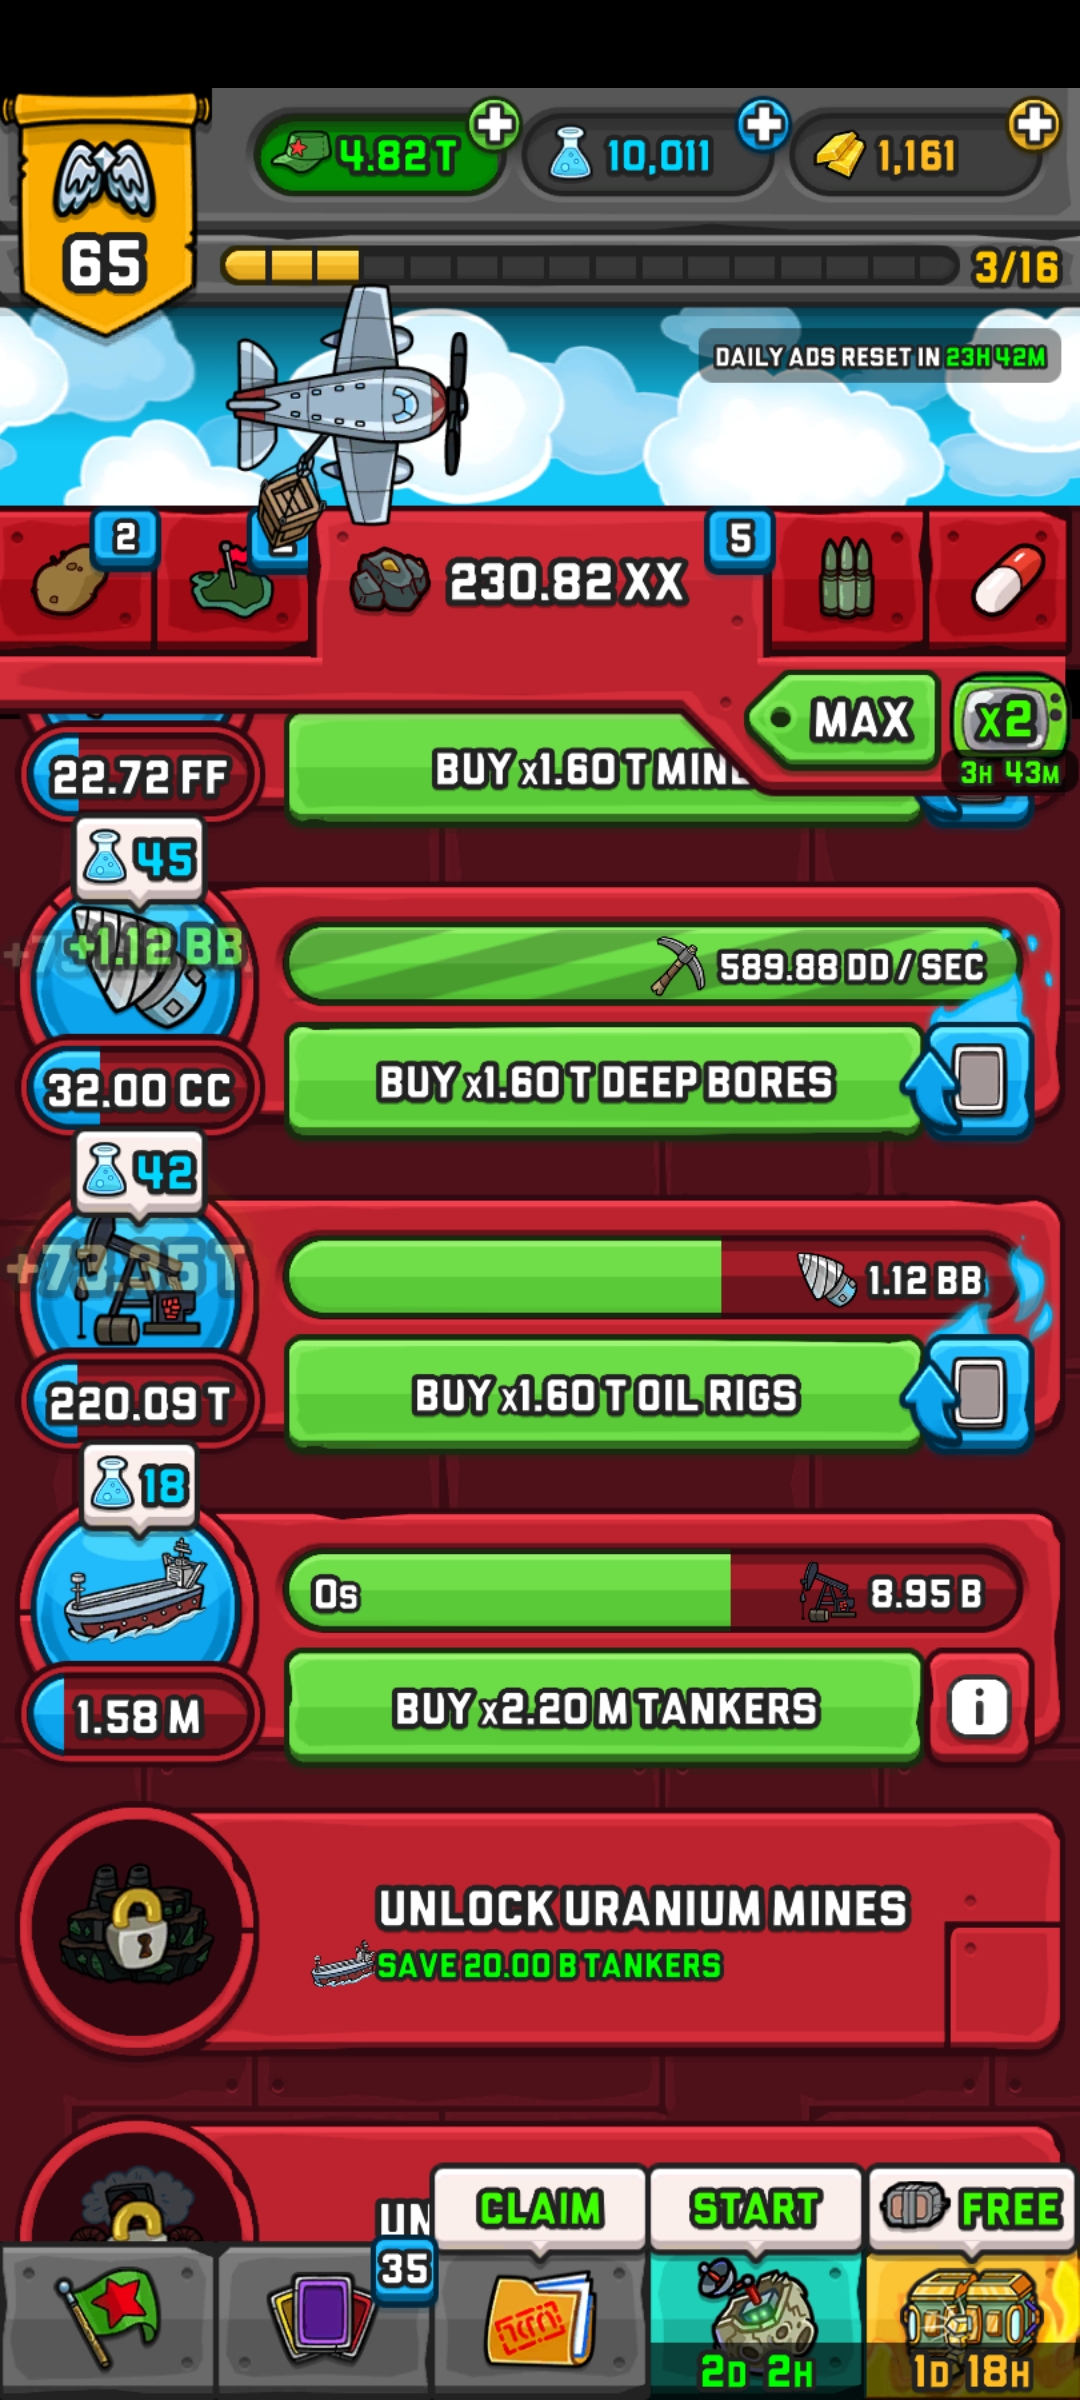 4.82 T
10,011
1,161
65
3/16
DAILY ADS RESET IN 23H 42M
2
5
230.82 XX
MAX
x2
3H 43M
22.72 FF
BUY x1.60 T
45
+1.12 BB
589.88 DD / SEC
32.00 CC
BUY x1.60 T DEEP BORES
42
+73.35 T
1.12 BB
220.09 T
BUY x1.60 T OIL RIGS
18
0s
8.95 B
1.58 M
BUY x2.20 M TANKERS
i
UNLOCK URANIUM MINES
SAVE 20.00 B TANKERS
UN
CLAIM
START
FREE
35
2D 2H
1D 18H